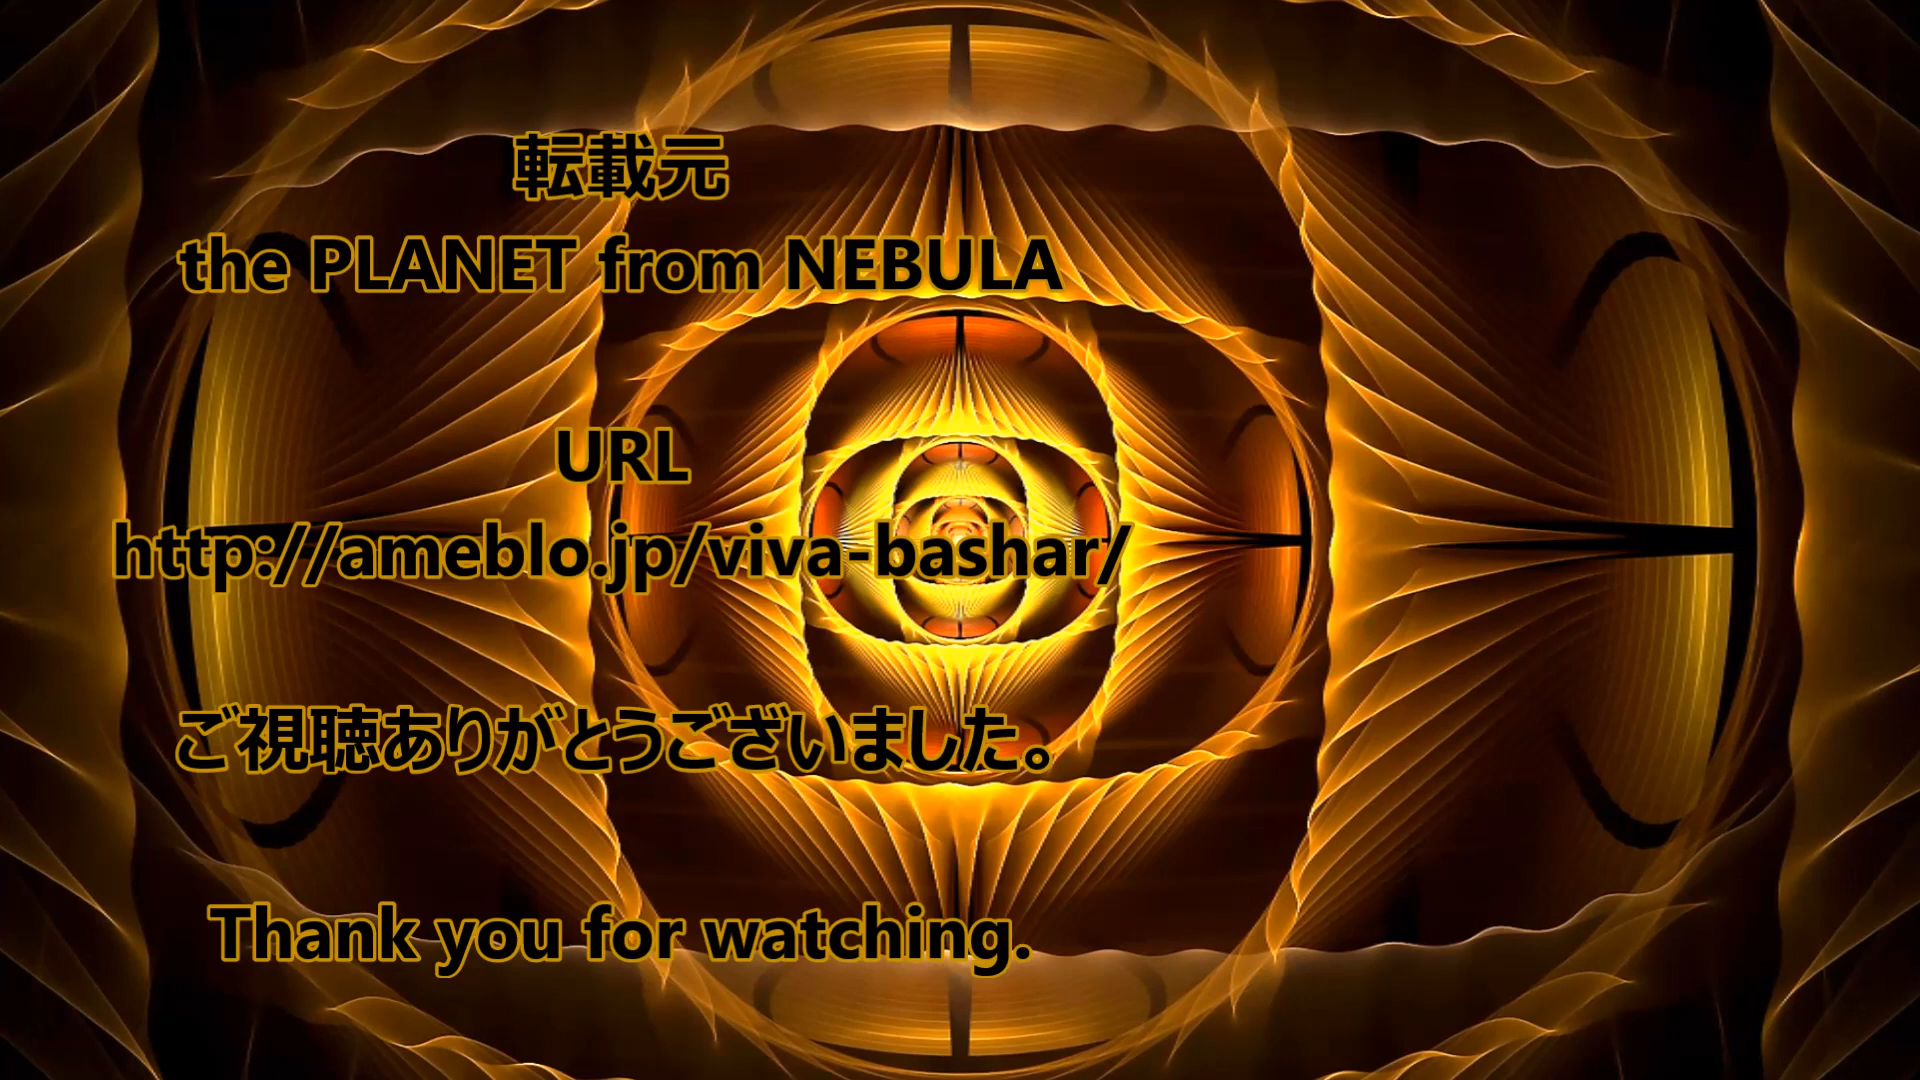 転載元
the PLANET from NEBULA
URL
http://ameblo.jp/viva-bashar/
ご視聴ありがとうございました。
Thank you for watching.